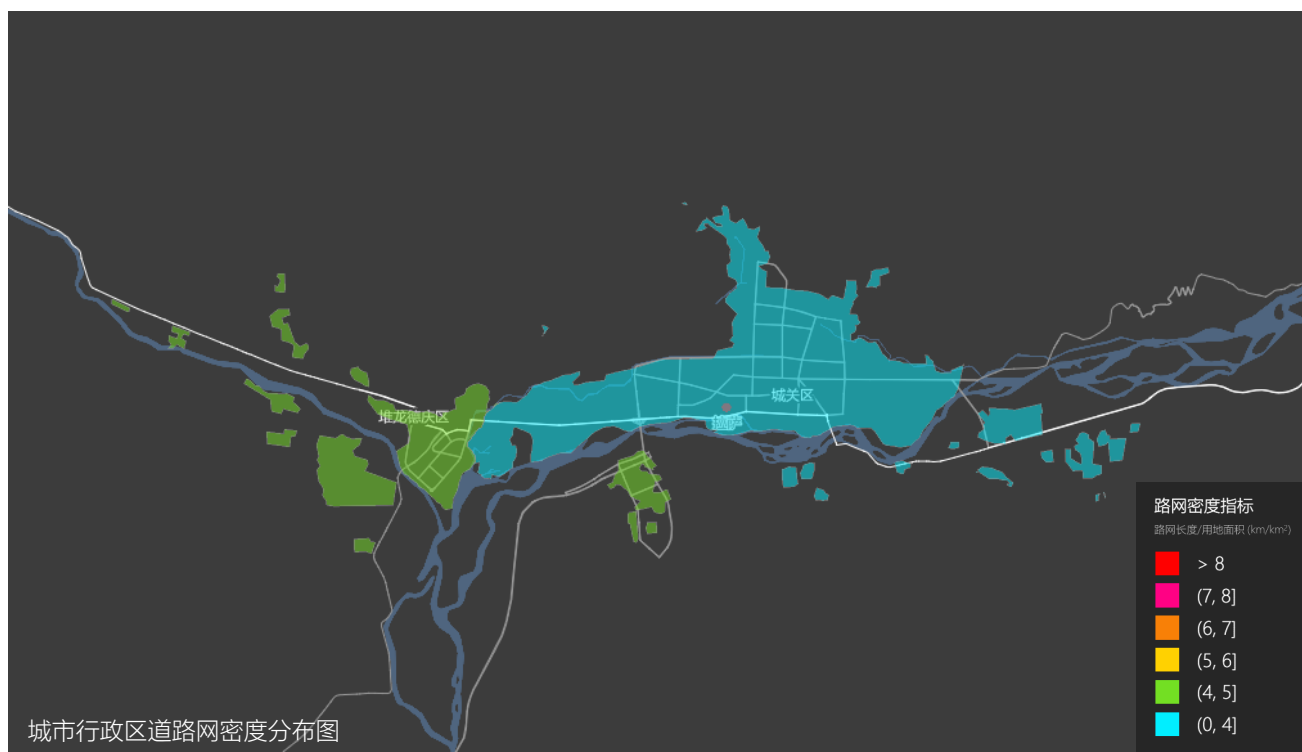 堆龙德庆区
城关区
城市行政区道路网密度分布图
路网密度指标
路网长度/用地面积 (km/km²)
> 8
(7, 8]
(6, 7]
(5, 6]
(4, 5]
(0, 4]